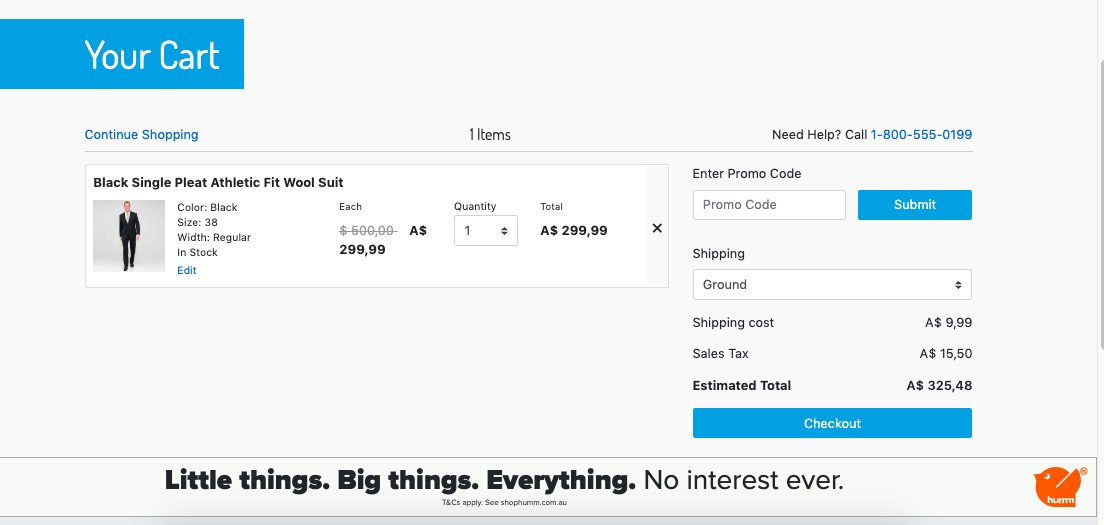 Your Cart
Continue Shopping
1 Items
Need Help? Call 1-800-555-0199
Black Single Pleat Athletic Fit Wool Suit
Color: Black
Size: 38
Width: Regular
In Stock
Edit
Each
$ 500,00 A$
299,99
Quantity
1
Total
A$ 299,99
Enter Promo Code
Promo Code
Submit
Shipping
Ground
Shipping cost A$ 9,99
Sales Tax A$ 15,50
Estimated Total A$ 325,48
Checkout
Little things. Big things. Everything. No interest ever.
T&Cs apply. See shophumm.com.au
humm